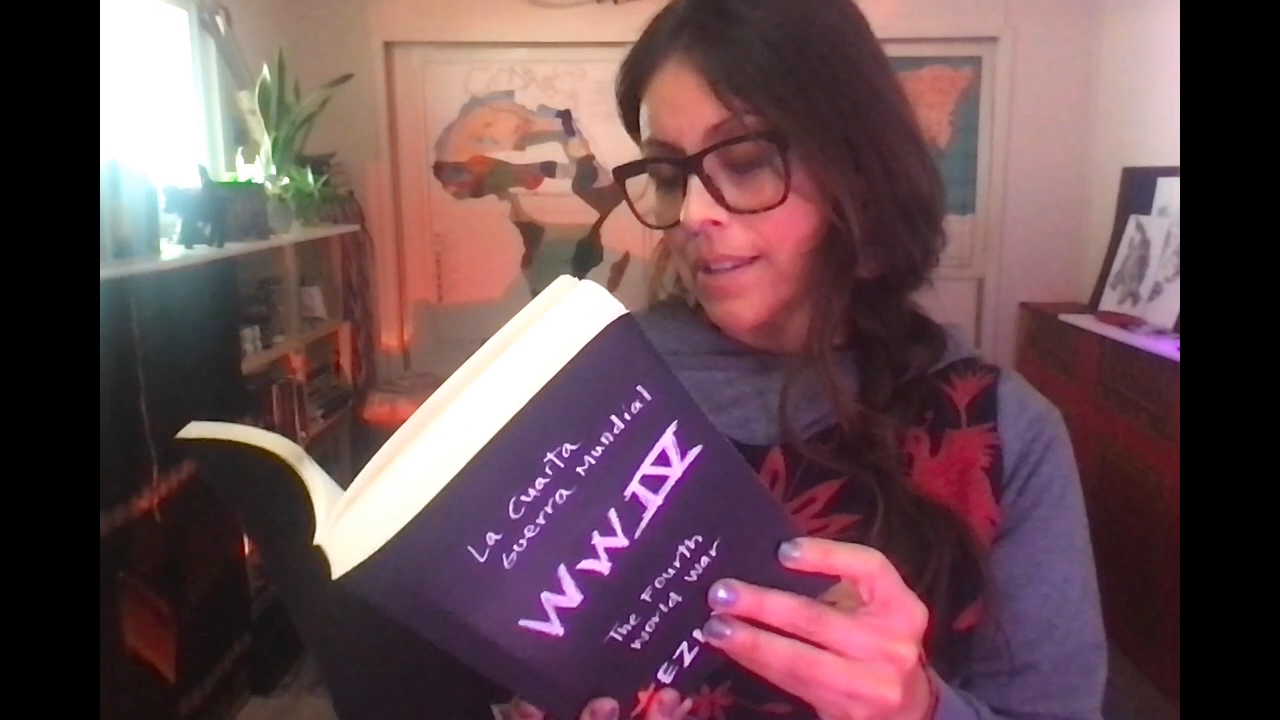 La Cuarta
Guerra Mundial
WW IV
The Fourth
World War